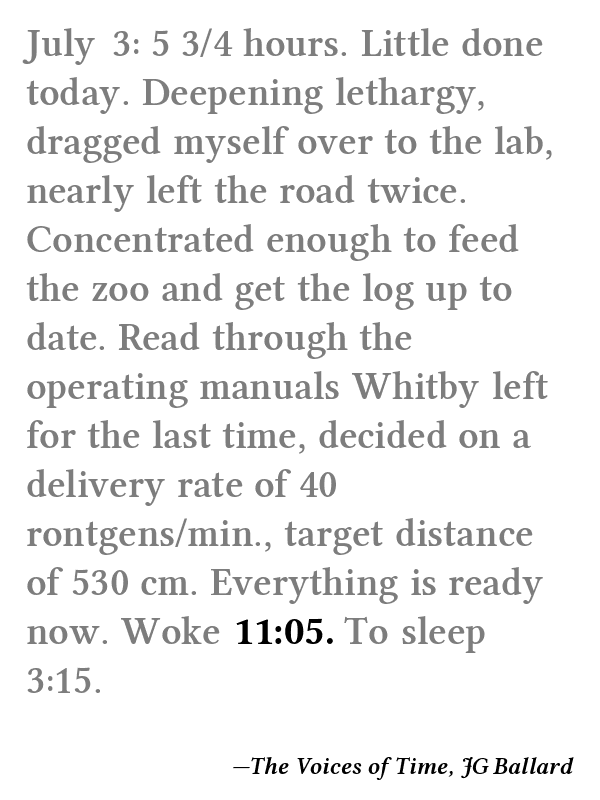 July 3: 5 3/4 hours. Little done
today. Deepening lethargy,
dragged myself over to the lab,
nearly left the road twice.
Concentrated enough to feed
the zoo and get the log up to
date. Read through the
operating manuals Whitby left
for the last time, decided on a
delivery rate of 40
rontgens/min., target distance
of 530 cm. Everything is ready
now. Woke 11:05. To sleep
3:15.
—The Voices of Time, JG Ballard